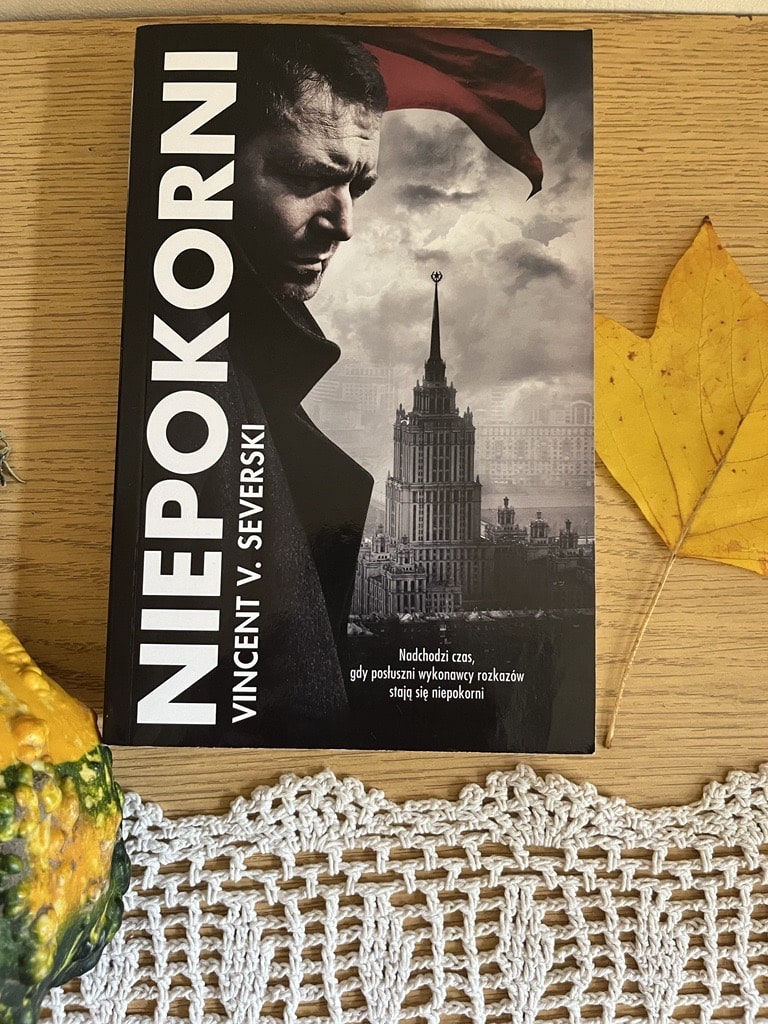 NIEPOKORNI
VINCENT V. SEVERSKI
Nadchodzi czas,
gdy posłuszni wykonawcy rozkazów
stają się niepokorni